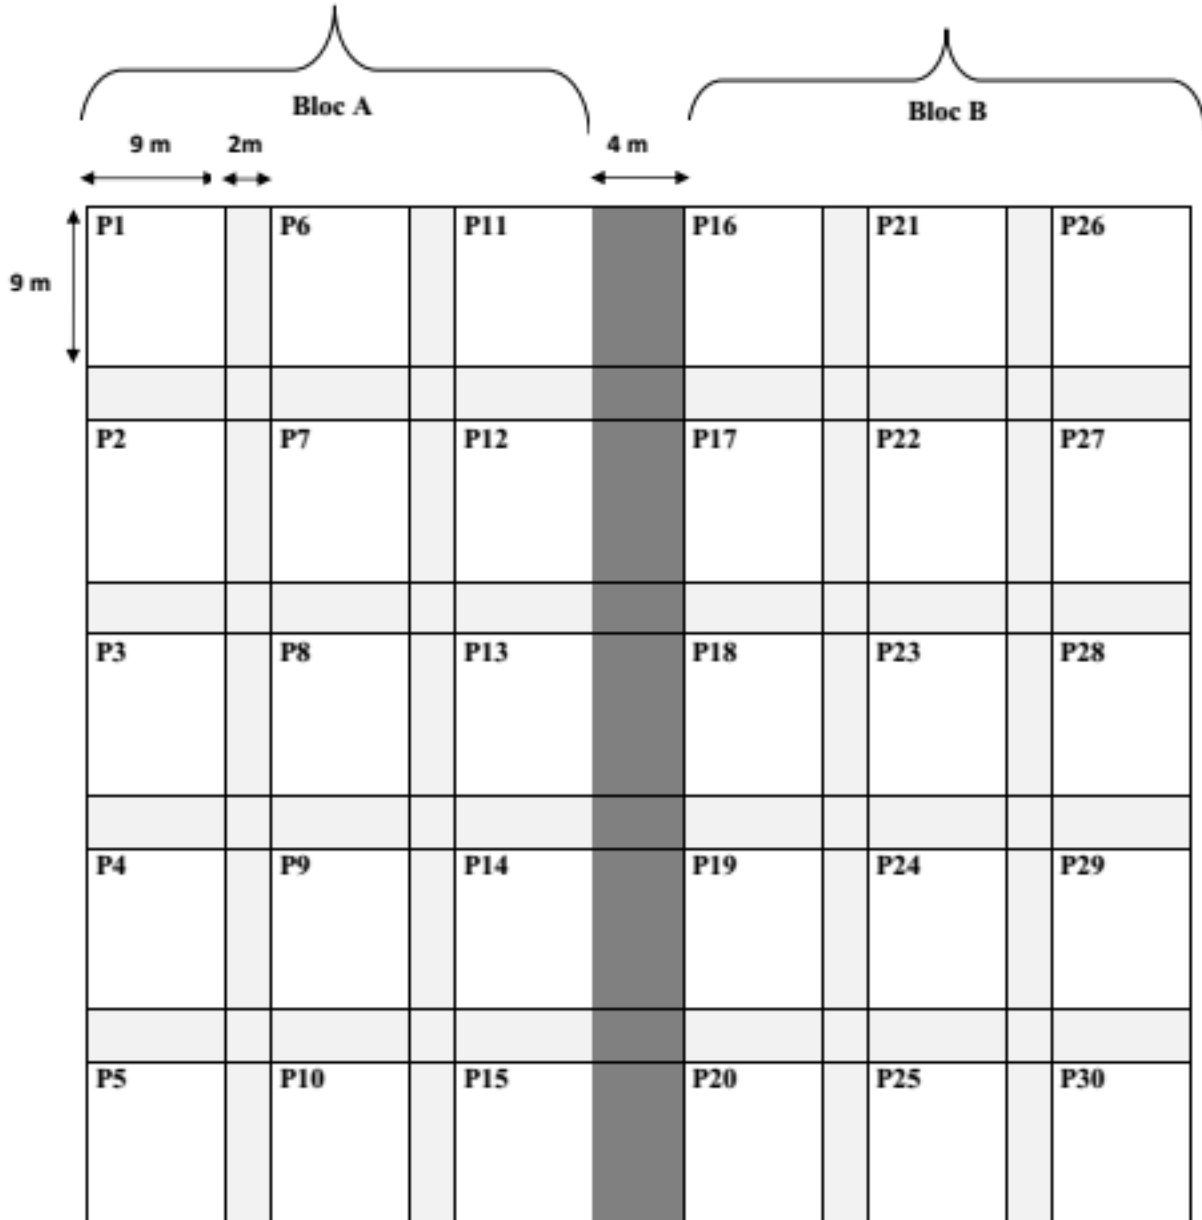 Bloc A
Bloc B
9 m
2m
4 m
9 m
P1 P6 P11 P16 P21 P26
P2 P7 P12 P17 P22 P27
P3 P8 P13 P18 P23 P28
P4 P9 P14 P19 P24 P29
P5 P10 P15 P20 P25 P30